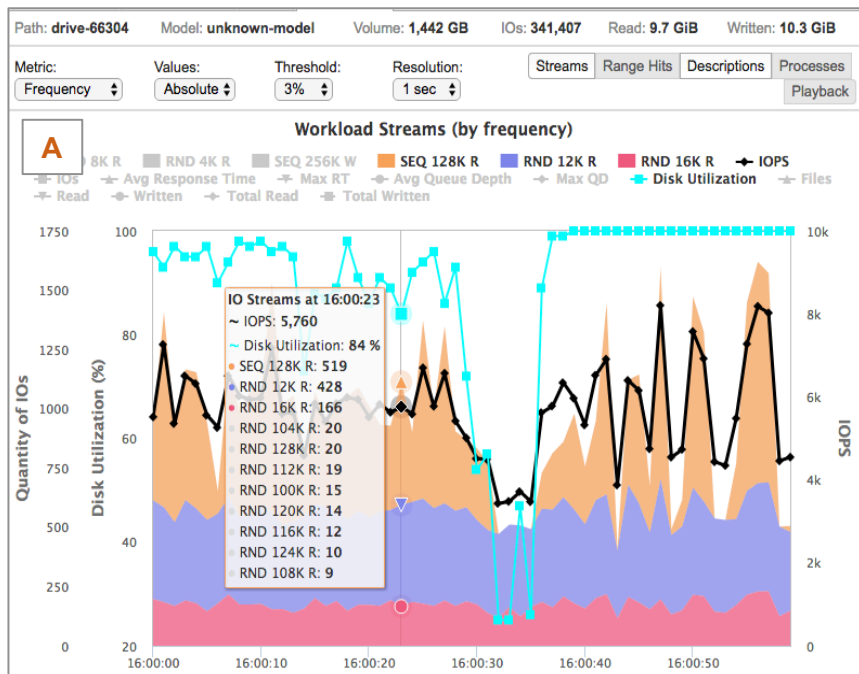 Path: drive-66304 Model: unknown-model Volume: 1,442 GB IOs: 341,407 Read: 9.7 GiB Written: 10.3 GiB
Metric: Values: Threshold: Resolution:
Frequency Absolute 3% 1 sec
Streams Range Hits Descriptions Processes
Playback
A
Workload Streams (by frequency)
8K R RND 4K R SEQ 256K W SEQ 128K R RND 12K R RND 16K R IOPS
IOs Avg Response Time Max RT Avg Queue Depth Max QD Disk Utilization Files
Read Written Total Read Total Written
Quantity of IOs
1750
1500
1250
1000
750
500
250
0
Disk Utilization (%)
100
80
60
40
20
IO Streams at 16:00:23
~ IOPS: 5,760
~ Disk Utilization: 84 %
SEQ 128K R: 519
RND 12K R: 428
RND 16K R: 166
RND 104K R: 20
RND 128K R: 20
RND 112K R: 19
RND 100K R: 15
RND 120K R: 14
RND 116K R: 12
RND 124K R: 10
RND 108K R: 9
10k
8k
6k
4k
2k
0
IOPS
16:00:00 16:00:10 16:00:20 16:00:30 16:00:40 16:00:50